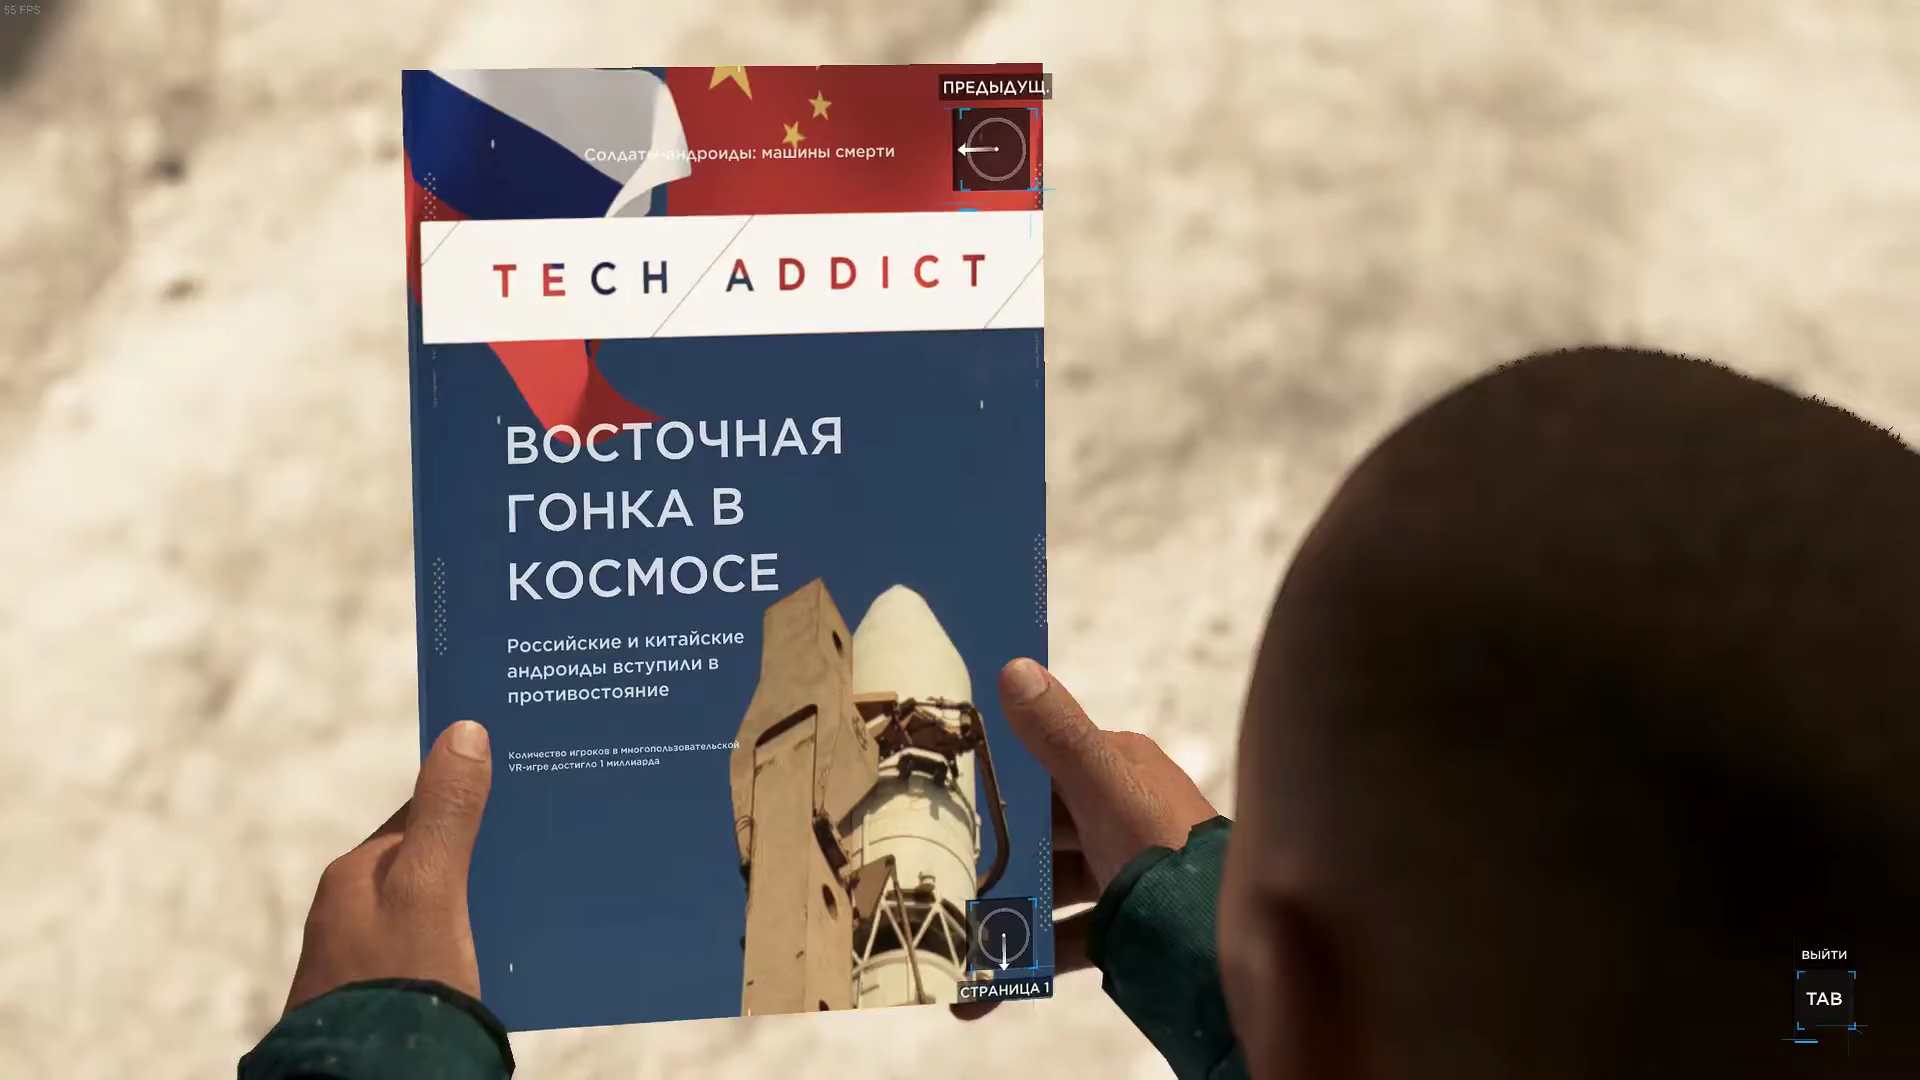 55 FPS
ПРЕДЫДУЩ.
Солдаты-андроиды: машины смерти
TECH ADDICT
ВОСТОЧНАЯ
ГОНКА В
КОСМОСЕ
Российские и китайские
андроиды вступили в
противостояние
Количество игроков в многопользовательской
VR-игре достигло 1 миллиарда
СТРАНИЦА 1
ВЫЙТИ
TAB